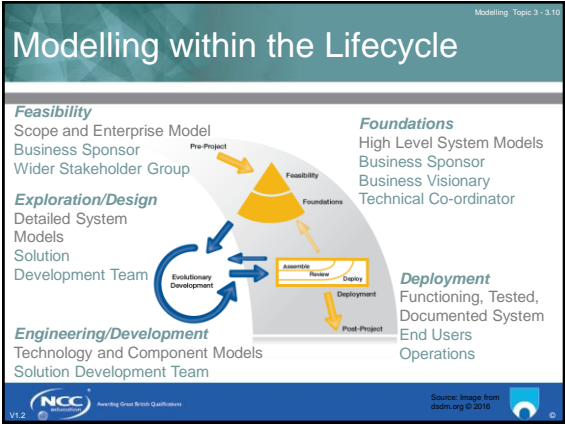 Modelling Topic 3 - 3.10
Modelling within the Lifecycle
Feasibility
Scope and Enterprise Model
Business Sponsor
Wider Stakeholder Group
Exploration/Design
Detailed System
Models
Solution
Development Team
Engineering/Development
Technology and Component Models
Solution Development Team
Pre-Project
Feasibility
Foundations
Evolutionary
Development
Assemble
Review
Deploy
Deployment
Post-Project
Foundations
High Level System Models
Business Sponsor
Business Visionary
Technical Co-ordinator
Deployment
Functioning, Tested,
Documented System
End Users
Operations
V1.2
NCC
education
Awarding Great British Qualifications
Source: Image from
dsdm.org © 2016
©